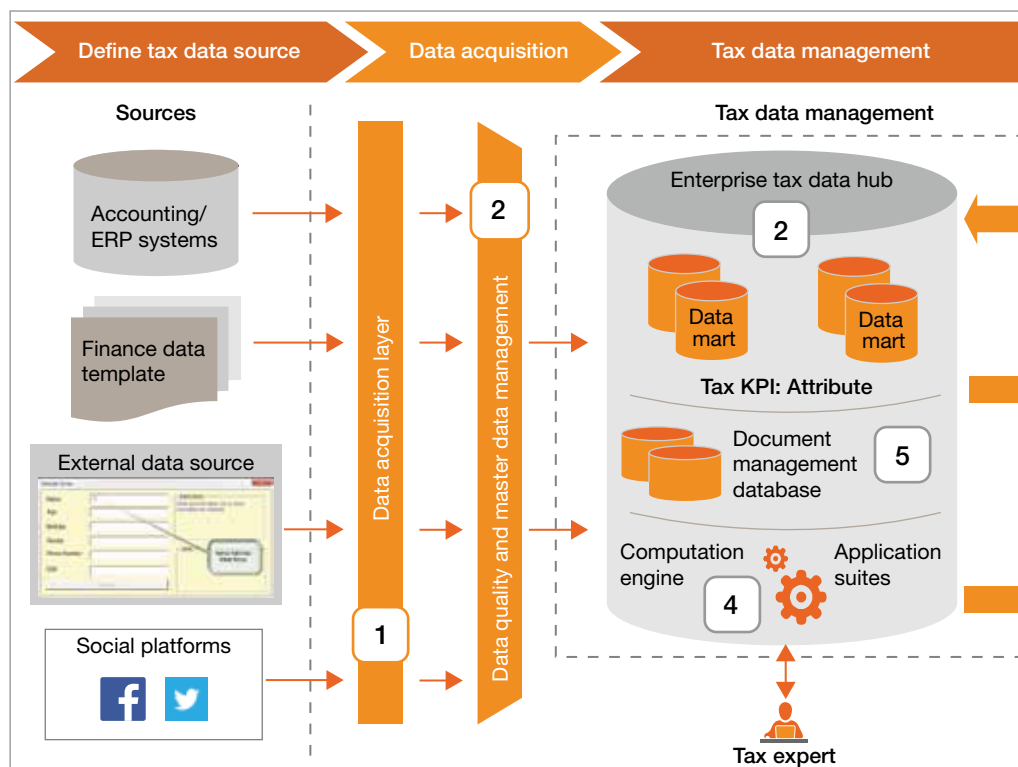 Define tax data source
Data acquisition
Tax data management
Sources
Accounting/
ERP systems
Finance data
template
External data source
Social platforms
Data acquisition layer
1
Data quality and master data management
2
Tax data management
Enterprise tax data hub
2
Data
mart
Data
mart
Tax KPI: Attribute
Document
management
database
5
Computation
engine
4
Application
suites
Tax expert